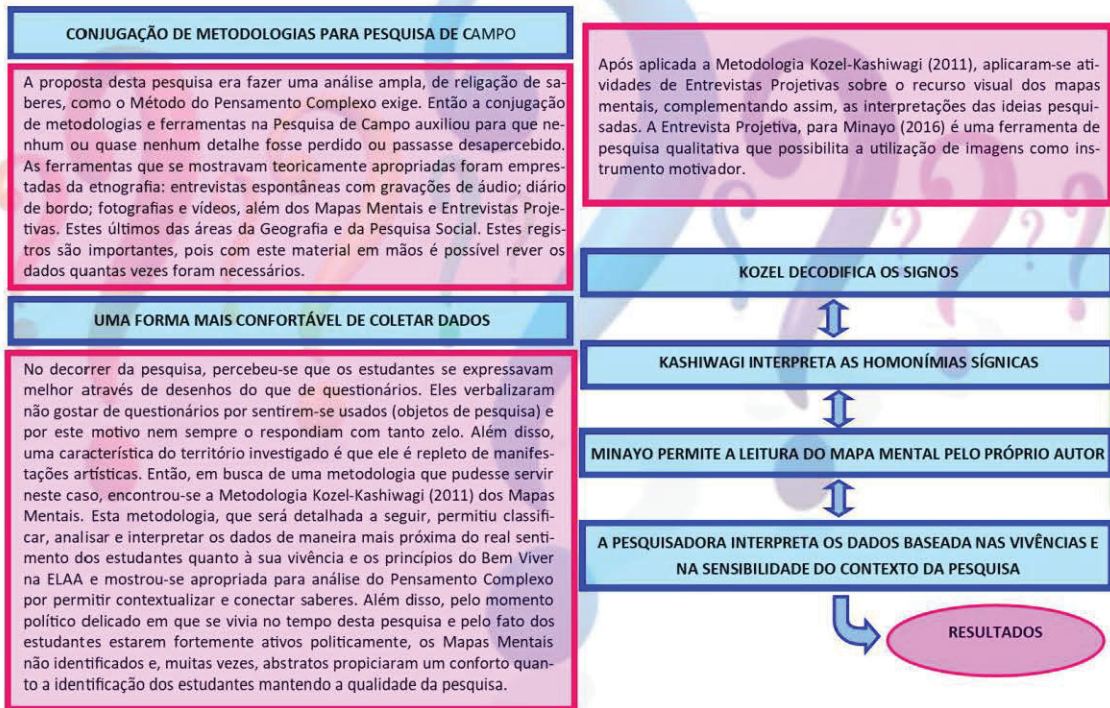 CONJUGAÇÃO DE METODOLOGIAS PARA PESQUISA DE CAMPO
A proposta desta pesquisa era fazer uma análise ampla, de religação de sa-
beres, como o Método do Pensamento Complexo exige. Então a conjugação
de metodologias e ferramentas na Pesquisa de Campo auxiliou para que ne-
nhum ou quase nenhum detalhe fosse perdido ou passasse desapercebido.
As ferramentas que se mostravam teoricamente apropriadas foram empres-
tadas da etnografia: entrevistas espontâneas com gravações de áudio; diário
de bordo; fotografias e vídeos, além dos Mapas Mentais e Entrevistas Proje-
tivas. Estes últimos das áreas da Geografia e da Pesquisa Social. Estes regis-
tros são importantes, pois com este material em mãos é possível rever os
dados quantas vezes foram necessários.
UMA FORMA MAIS CONFORTÁVEL DE COLETAR DADOS
No decorrer da pesquisa, percebeu-se que os estudantes se expressavam
melhor através de desenhos do que de questionários. Eles verbalizaram
não gostar de questionários por sentirem-se usados (objetos de pesquisa) e
por este motivo nem sempre o respondiam com tanto zelo. Além disso,
uma característica do território investigado é que ele é repleto de manifes-
tações artísticas. Então, em busca de uma metodologia que pudesse servir
neste caso, encontrou-se a Metodologia Kozel-Kashiwagi (2011) dos Mapas
Mentais. Esta metodologia, que será detalhada a seguir, permitiu classifi-
car, analisar e interpretar os dados de maneira mais próxima do real senti-
mento dos estudantes quanto à sua vivência e os princípios do Bem Viver
na ELAA e mostrou-se apropriada para análise do Pensamento Complexo
por permitir contextualizar e conectar saberes. Além disso, pelo momento
político delicado em que se vivia no tempo desta pesquisa e pelo fato dos
estudantes estarem fortemente ativos politicamente, os Mapas Mentais
não identificados e, muitas vezes, abstratos propiciaram um conforto quan-
to a identificação dos estudantes mantendo a qualidade da pesquisa.
Após aplicada a Metodologia Kozel-Kashiwagi (2011), aplicaram-se ati-
vidades de Entrevistas Projetivas sobre o recurso visual dos mapas
mentais, complementando assim, as interpretações das ideias pesqui-
sadas. A Entrevista Projetiva, para Minayo (2016) é uma ferramenta de
pesquisa qualitativa que possibilita a utilização de imagens como ins-
trumento motivador.
KOZEL DECODIFICA OS SIGNOS
KASHIWAGI INTERPRETA AS HOMONÍMIAS SÍGNICAS
MINAYO PERMITE A LEITURA DO MAPA MENTAL PELO PRÓPRIO AUTOR
A PESQUISADORA INTERPRETA OS DADOS BASEADA NAS VIVÊNCIAS E
NA SENSIBILIDADE DO CONTEXTO DA PESQUISA
RESULTADOS